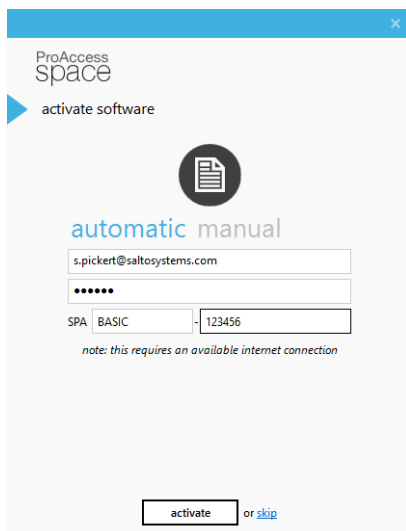 ProAccess
space
activate software
automatic manual
s.pickert@saltosystems.com
••••••
SPA BASIC - 123456
note: this requires an available internet connection
activate or skip